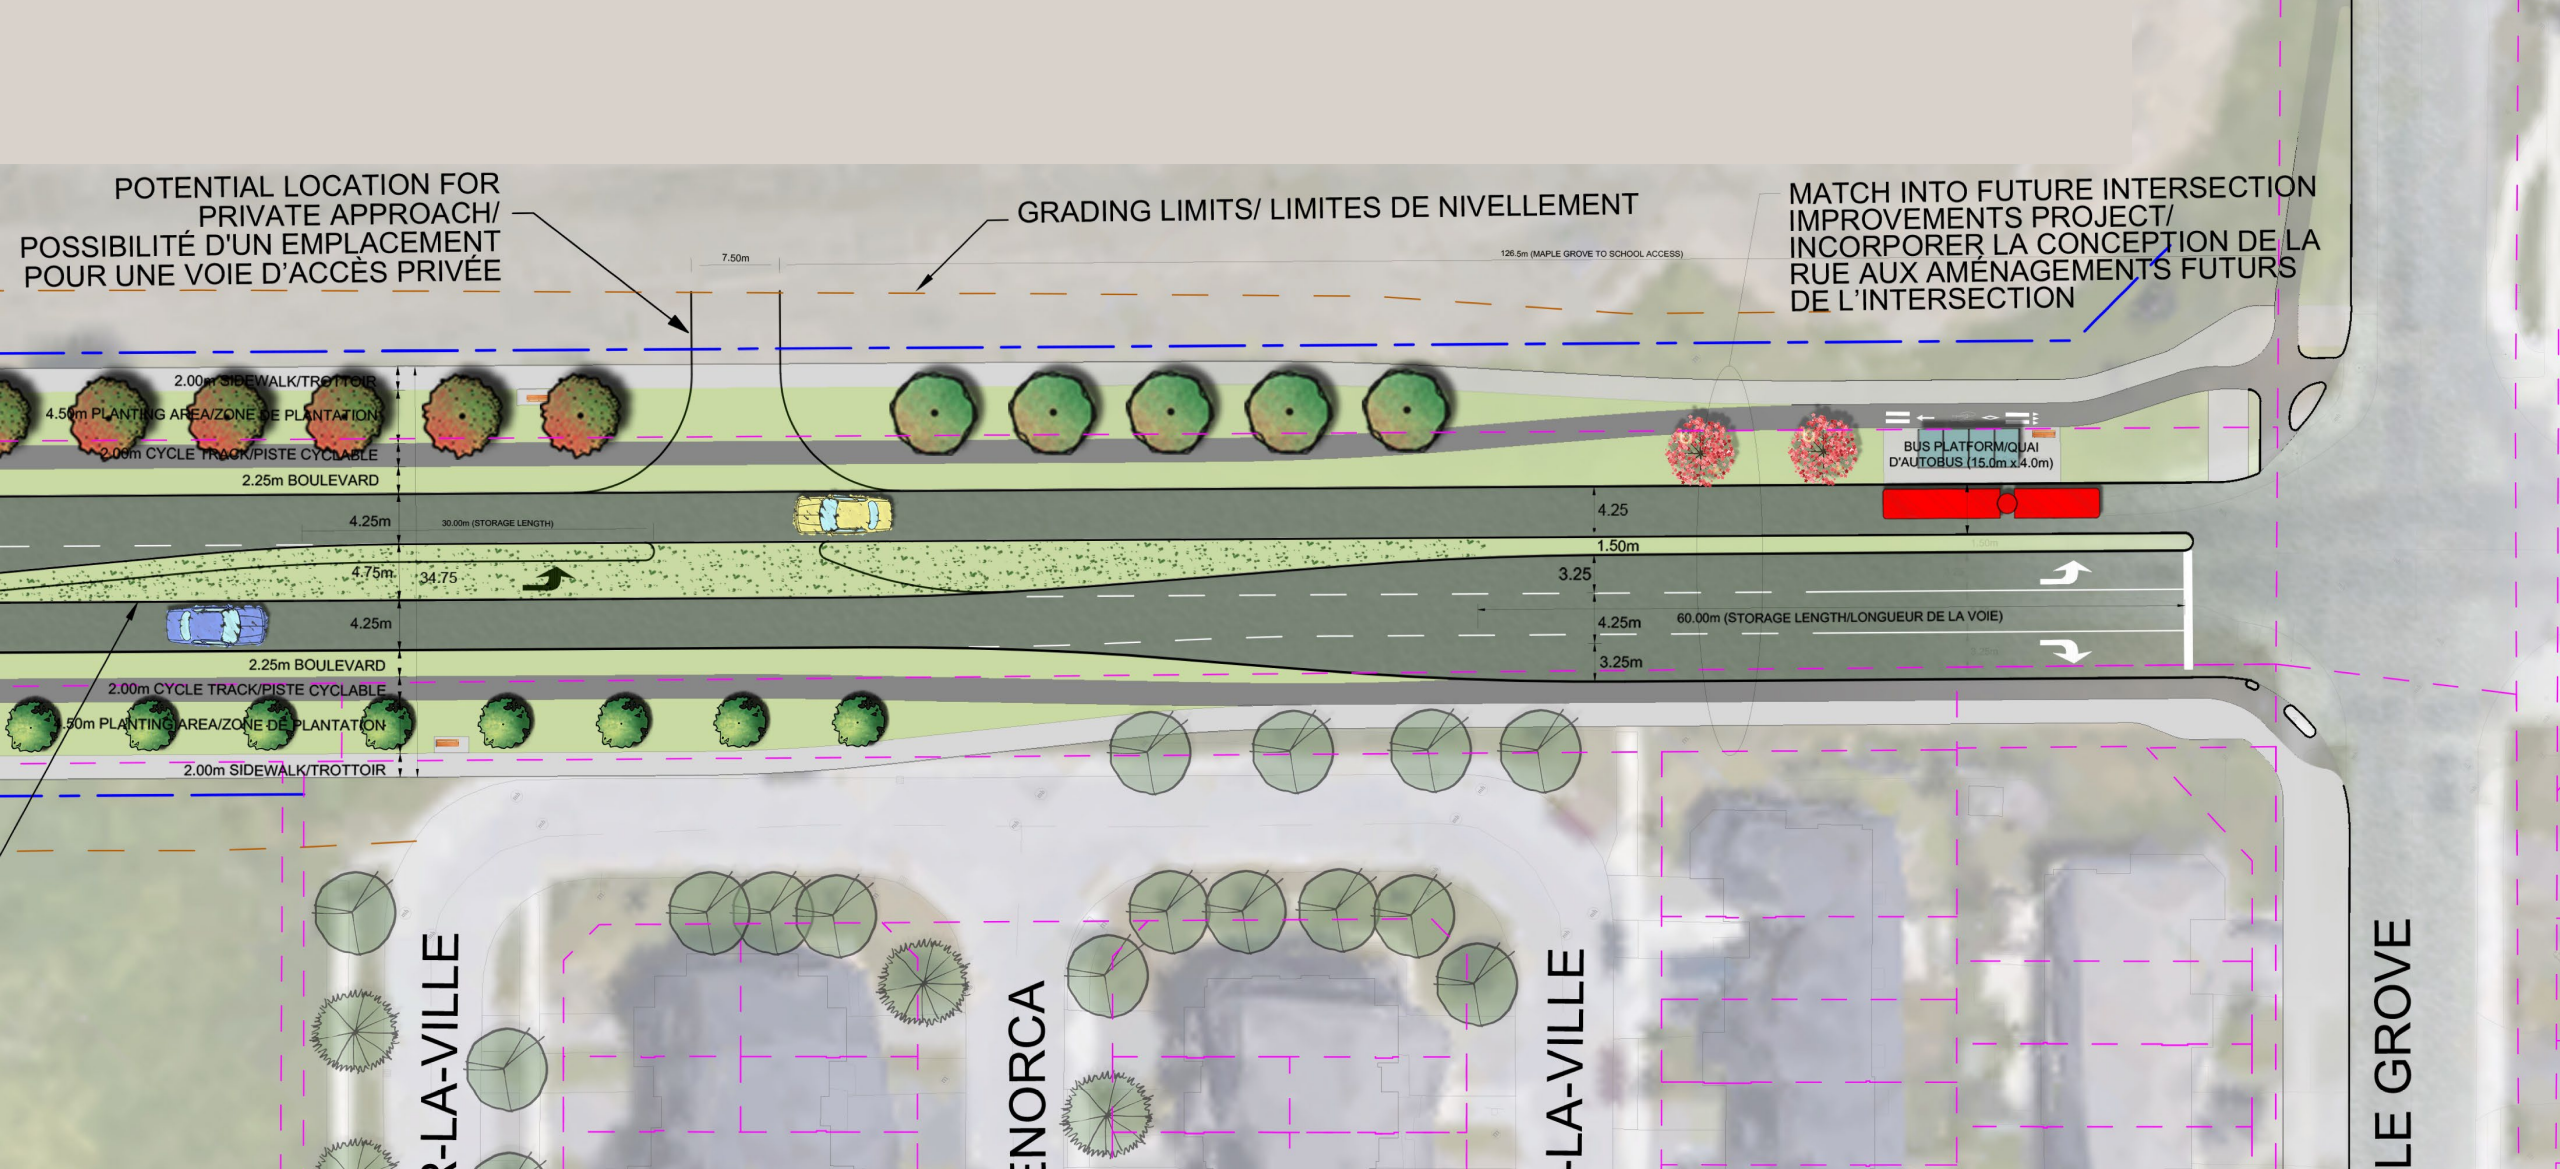 POTENTIAL LOCATION FOR
PRIVATE APPROACH/
POSSIBILITÉ D'UN EMPLACEMENT
POUR UNE VOIE D'ACCÈS PRIVÉE
7.50m
GRADING LIMITS/ LIMITES DE NIVELLEMENT
126.5m (MAPLE GROVE TO SCHOOL ACCESS)
MATCH INTO FUTURE INTERSECTION
IMPROVEMENTS PROJECT/
INCORPORER LA CONCEPTION DE LA
RUE AUX AMÉNAGEMENTS FUTURS
DE L'INTERSECTION
2.00m SIDEWALK/TROTTOIR
4.50m PLANTING AREA/ZONE DE PLANTATION
2.00m CYCLE TRACK/PISTE CYCLABLE
2.25m BOULEVARD
4.25m
30.00m (STORAGE LENGTH)
4.75m
34.75
4.25m
2.25m BOULEVARD
2.00m CYCLE TRACK/PISTE CYCLABLE
.50m PLANTING AREA/ZONE DE PLANTATION
2.00m SIDEWALK/TROTTOIR
BUS PLATFORM/QUAI
D'AUTOBUS (15.0m x 4.0m)
4.25
1.50m
1.50m
3.25
4.25m
60.00m (STORAGE LENGTH/LONGUEUR DE LA VOIE)
3.25m
3.25m
R-LA-VILLE
ENORCA
-LA-VILLE
LE GROVE